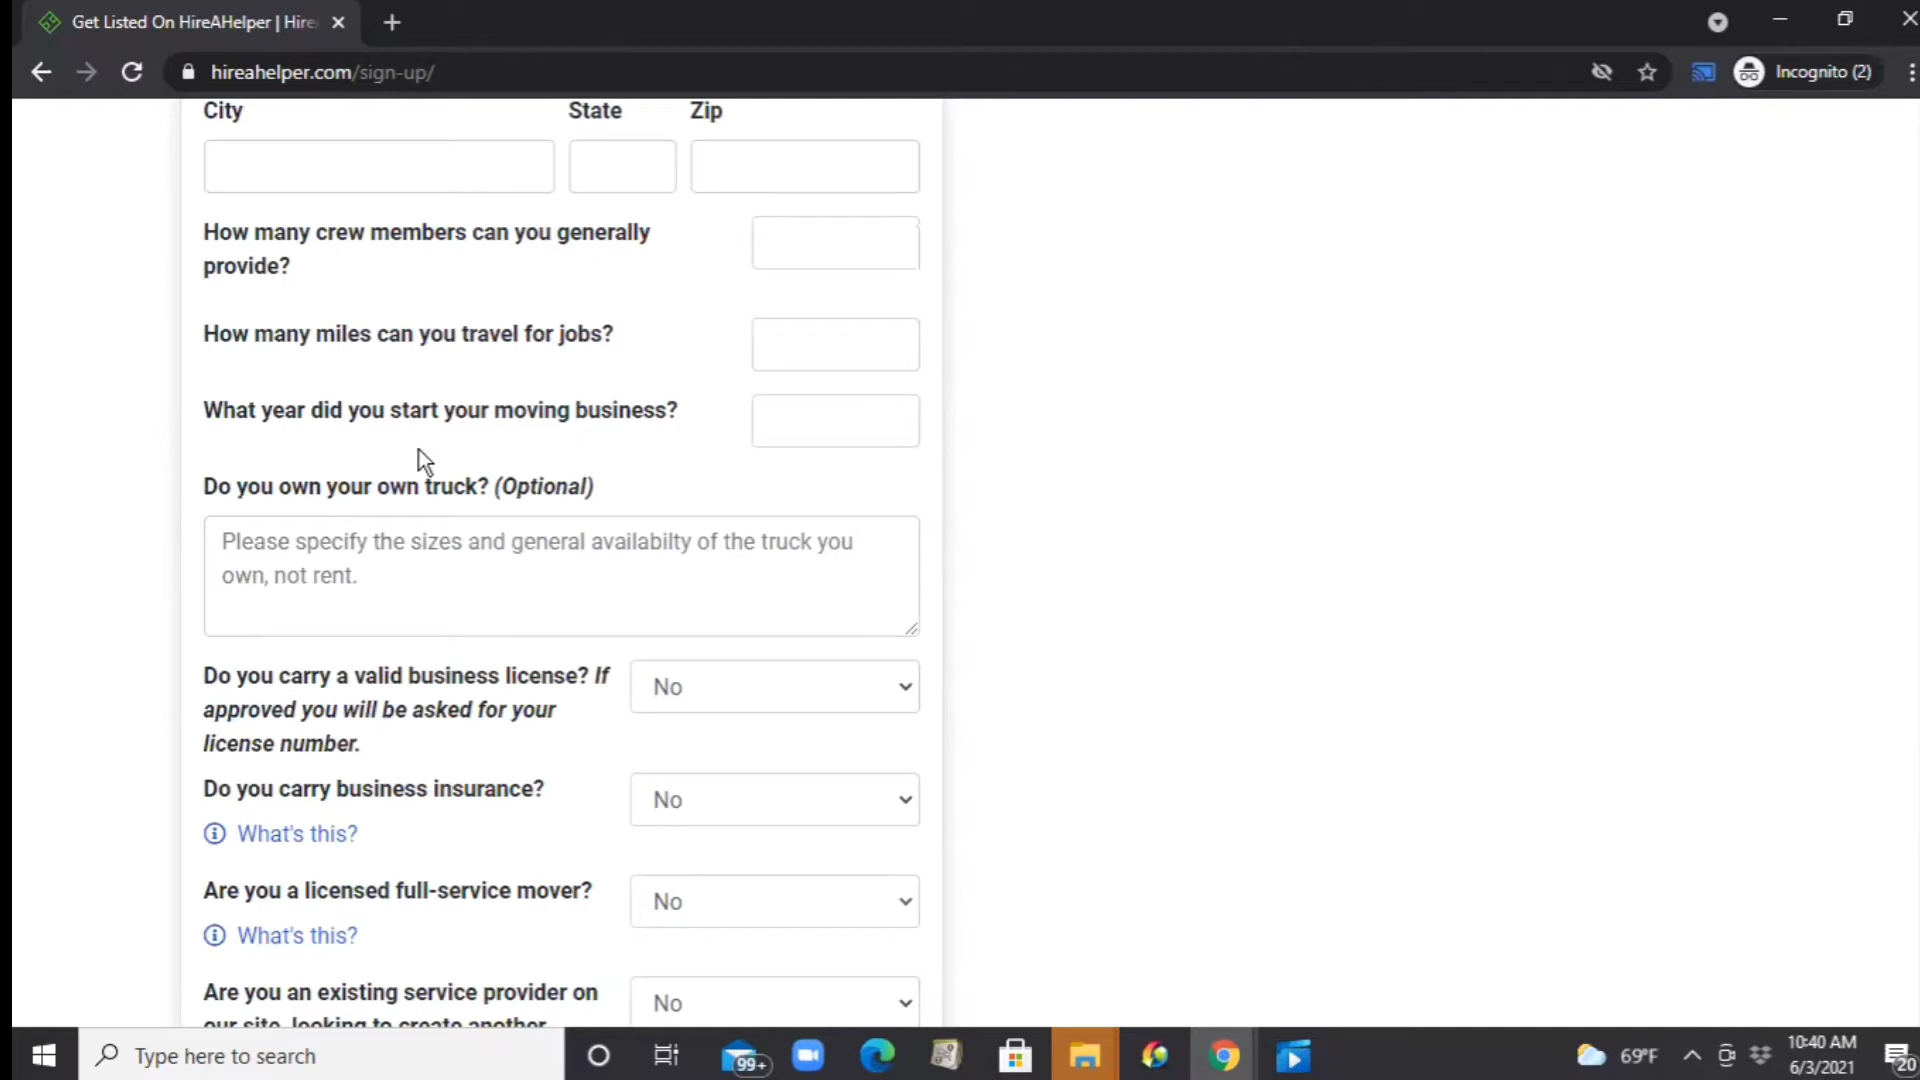 Get Listed On HireAHelper | Hire
hireahelper.com/sign-up/
Incognito (2)
City State Zip
How many crew members can you generally
provide?
How many miles can you travel for jobs?
What year did you start your moving business?
Do you own your own truck? (Optional)
Please specify the sizes and general availabilty of the truck you
own, not rent.
Do you carry a valid business license? If
approved you will be asked for your
license number.
No
Do you carry business insurance?
No
What's this?
Are you a licensed full-service mover?
No
What's this?
Are you an existing service provider on
our site, looking to create another
No
Type here to search
99+
69°F
10:40 AM
6/3/2021
20